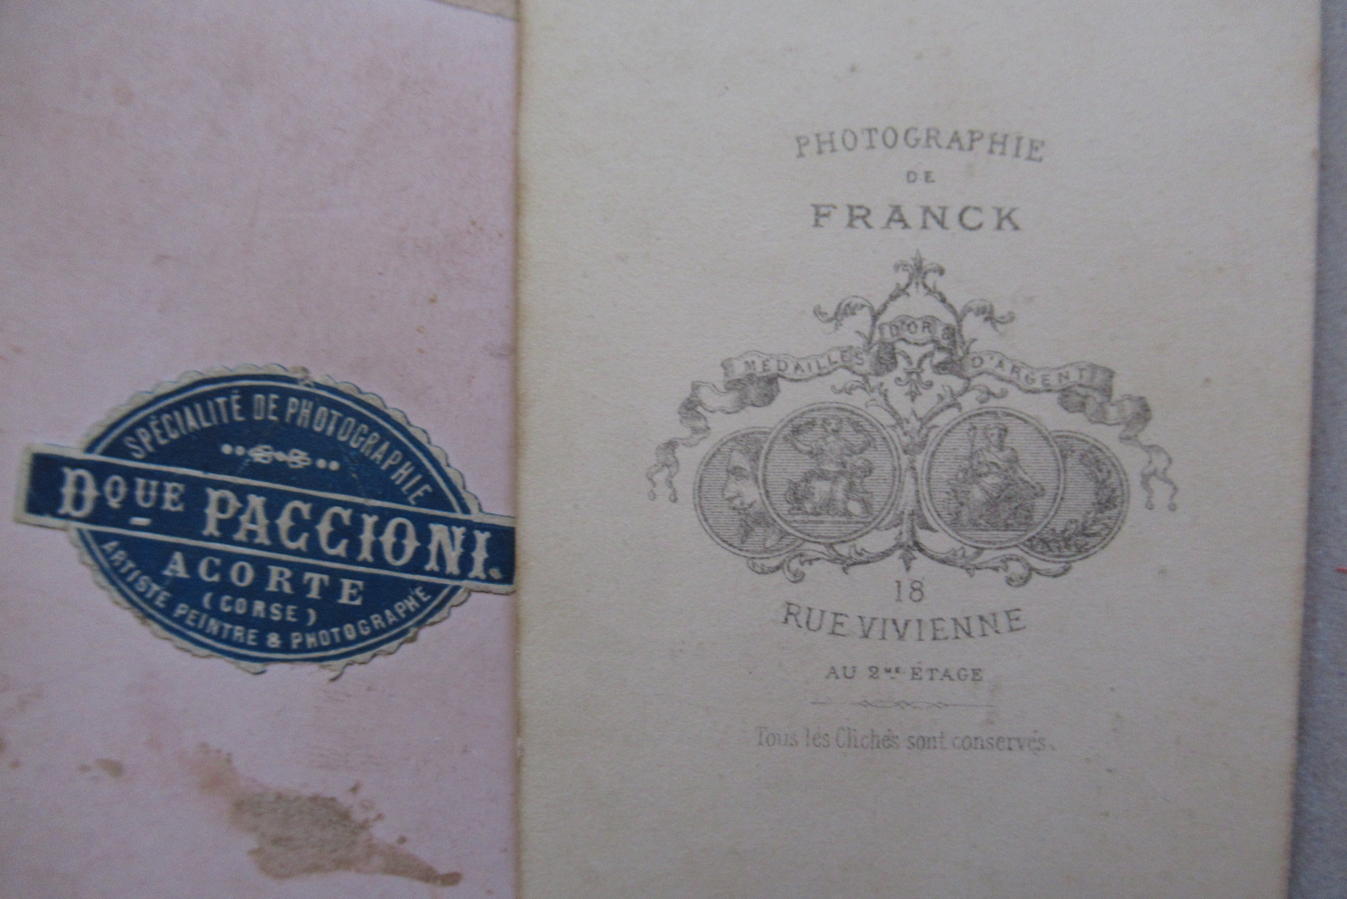 SPÉCIALITÉ DE PHOTOGRAPHIE
DQUE PACCIONI.
A CORTE
(CORSE)
ARTISTE PEINTRE & PHOTOGRAPHE
PHOTOGRAPHIE
DE
FRANCK
MÉDAILLES D'OR & D'ARGENT
18
RUE VIVIENNE
AU 2ME ÉTAGE
Tous les Clichés sont conservés.